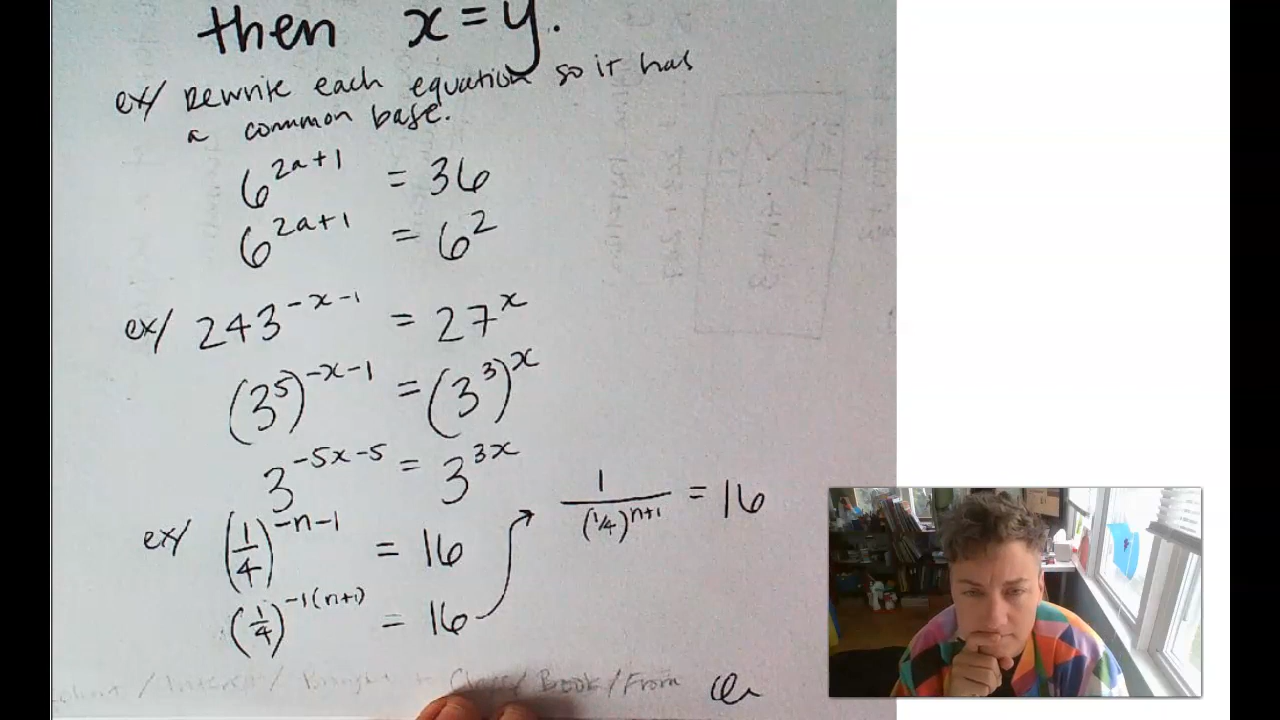 then x = y.
ex/ rewrite each equation so it has
a common base.
6^{2a+1} = 36
6^{2a+1} = 6^2
ex/ 243^{-x-1} = 27^x
(3^5)^{-x-1} = (3^3)^x
3^{-5x-5} = 3^{3x}
ex/ (1/4)^{-n-1} = 16
(1/4)^{-1(n+1)} = 16
1/(1/4)^{n+1} = 16
/ Book / From